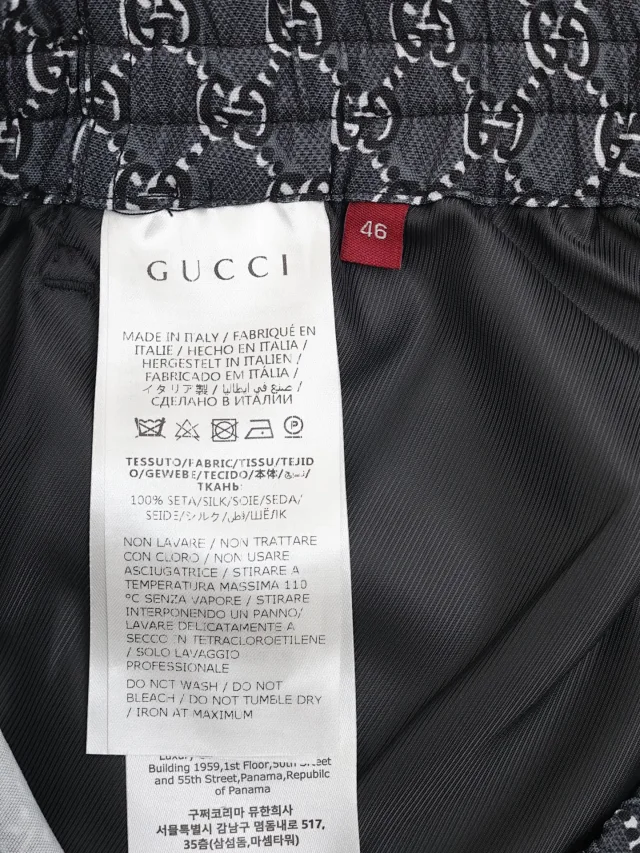 GUCCI
46
MADE IN ITALY / FABRIQUÉ EN
ITALIE / HECHO EN ITALIA /
HERGESTELLT IN ITALIEN /
FABRICADO EM ITÁLIA /
イタリア製 / صنع في ايطاليا /
СДЕЛАНО В ИТАЛИИ
TESSUTO/FABRIC/TISSU/TEJID
O/GEWEBE/TECIDO/本体/نسيج/
ТКАНЬ
100% SETA/SILK/SOIE/SEDA/
SEIDE/シルク/قطن/ШЁЛК
NON LAVARE / NON TRATTARE
CON CLORO / NON USARE
ASCIUGATRICE / STIRARE A
TEMPERATURA MASSIMA 110
°C SENZA VAPORE / STIRARE
INTERPONENDO UN PANNO/
LAVARE DELICATAMENTE A
SECCO IN TETRACLOROETILENE
/ SOLO LAVAGGIO
PROFESSIONALE
DO NOT WASH / DO NOT
BLEACH / DO NOT TUMBLE DRY
/ IRON AT MAXIMUM
Luxury
Building 1959,1st Floor,50th Street
and 55th Street,Panama,Republic
of Panama
구찌코리아 유한회사
서울특별시 강남구 영동대로 517,
35층(삼성동,아셈타워)